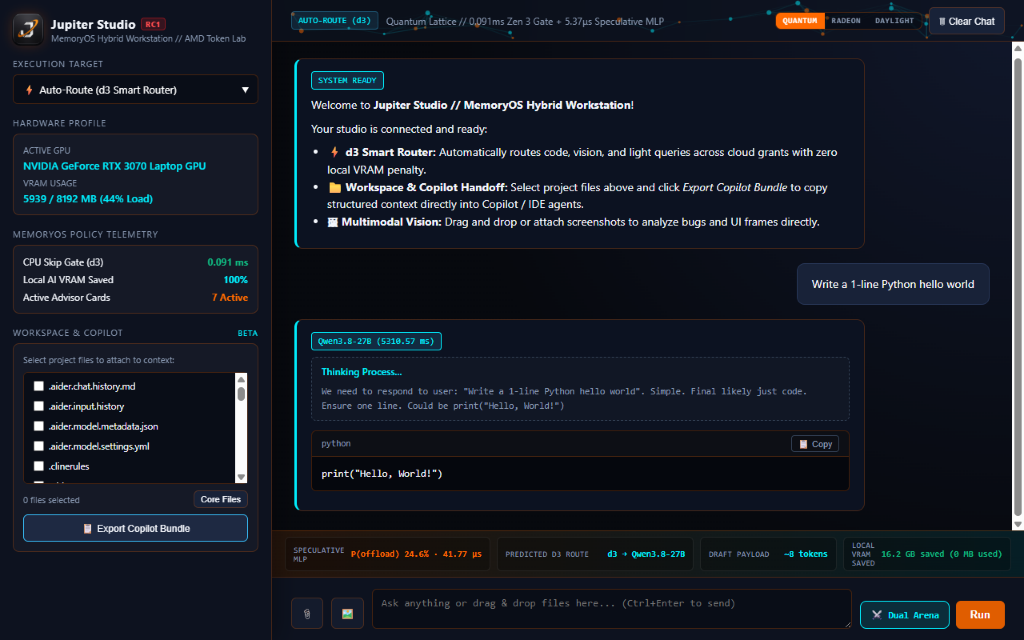 Jupiter Studio RC1
MemoryOS Hybrid Workstation // AMD Token Lab
EXECUTION TARGET
Auto-Route (d3 Smart Router)
HARDWARE PROFILE
ACTIVE GPU
NVIDIA GeForce RTX 3070 Laptop GPU
VRAM USAGE
5939 / 8192 MB (44% Load)
MEMORYOS POLICY TELEMETRY
CPU Skip Gate (d3) 0.091 ms
Local AI VRAM Saved 100%
Active Advisor Cards 7 Active
WORKSPACE & COPILOT BETA
Select project files to attach to context:
.aider.chat.history.md
.aider.input.history
.aider.model.metadata.json
.aider.model.settings.yml
.clinerules
0 files selected Core Files
Export Copilot Bundle
AUTO-ROUTE (d3) Quantum Lattice // 0.091ms Zen 3 Gate + 5.37µs Speculative MLP QUANTUM RADEON DAYLIGHT Clear Chat
SYSTEM READY
Welcome to Jupiter Studio // MemoryOS Hybrid Workstation!
Your studio is connected and ready:
• d3 Smart Router: Automatically routes code, vision, and light queries across cloud grants with zero
local VRAM penalty.
• Workspace & Copilot Handoff: Select project files above and click Export Copilot Bundle to copy
structured context directly into Copilot / IDE agents.
• Multimodal Vision: Drag and drop or attach screenshots to analyze bugs and UI frames directly.
Write a 1-line Python hello world
Qwen3.8-27B (5310.57 ms)
Thinking Process...
We need to respond to user: "Write a 1-line Python hello world". Simple. Final likely just code.
Ensure one line. Could be print("Hello, World!")
python Copy
print("Hello, World!")
SPECULATIVE MLP P(offload) 24.6% · 41.77 µs
PREDICTED D3 ROUTE d3 → Qwen3.8-27B
DRAFT PAYLOAD ~8 tokens
LOCAL VRAM SAVED 16.2 GB saved (0 MB used)
Ask anything or drag & drop files here... (Ctrl+Enter to send)
Dual Arena
Run